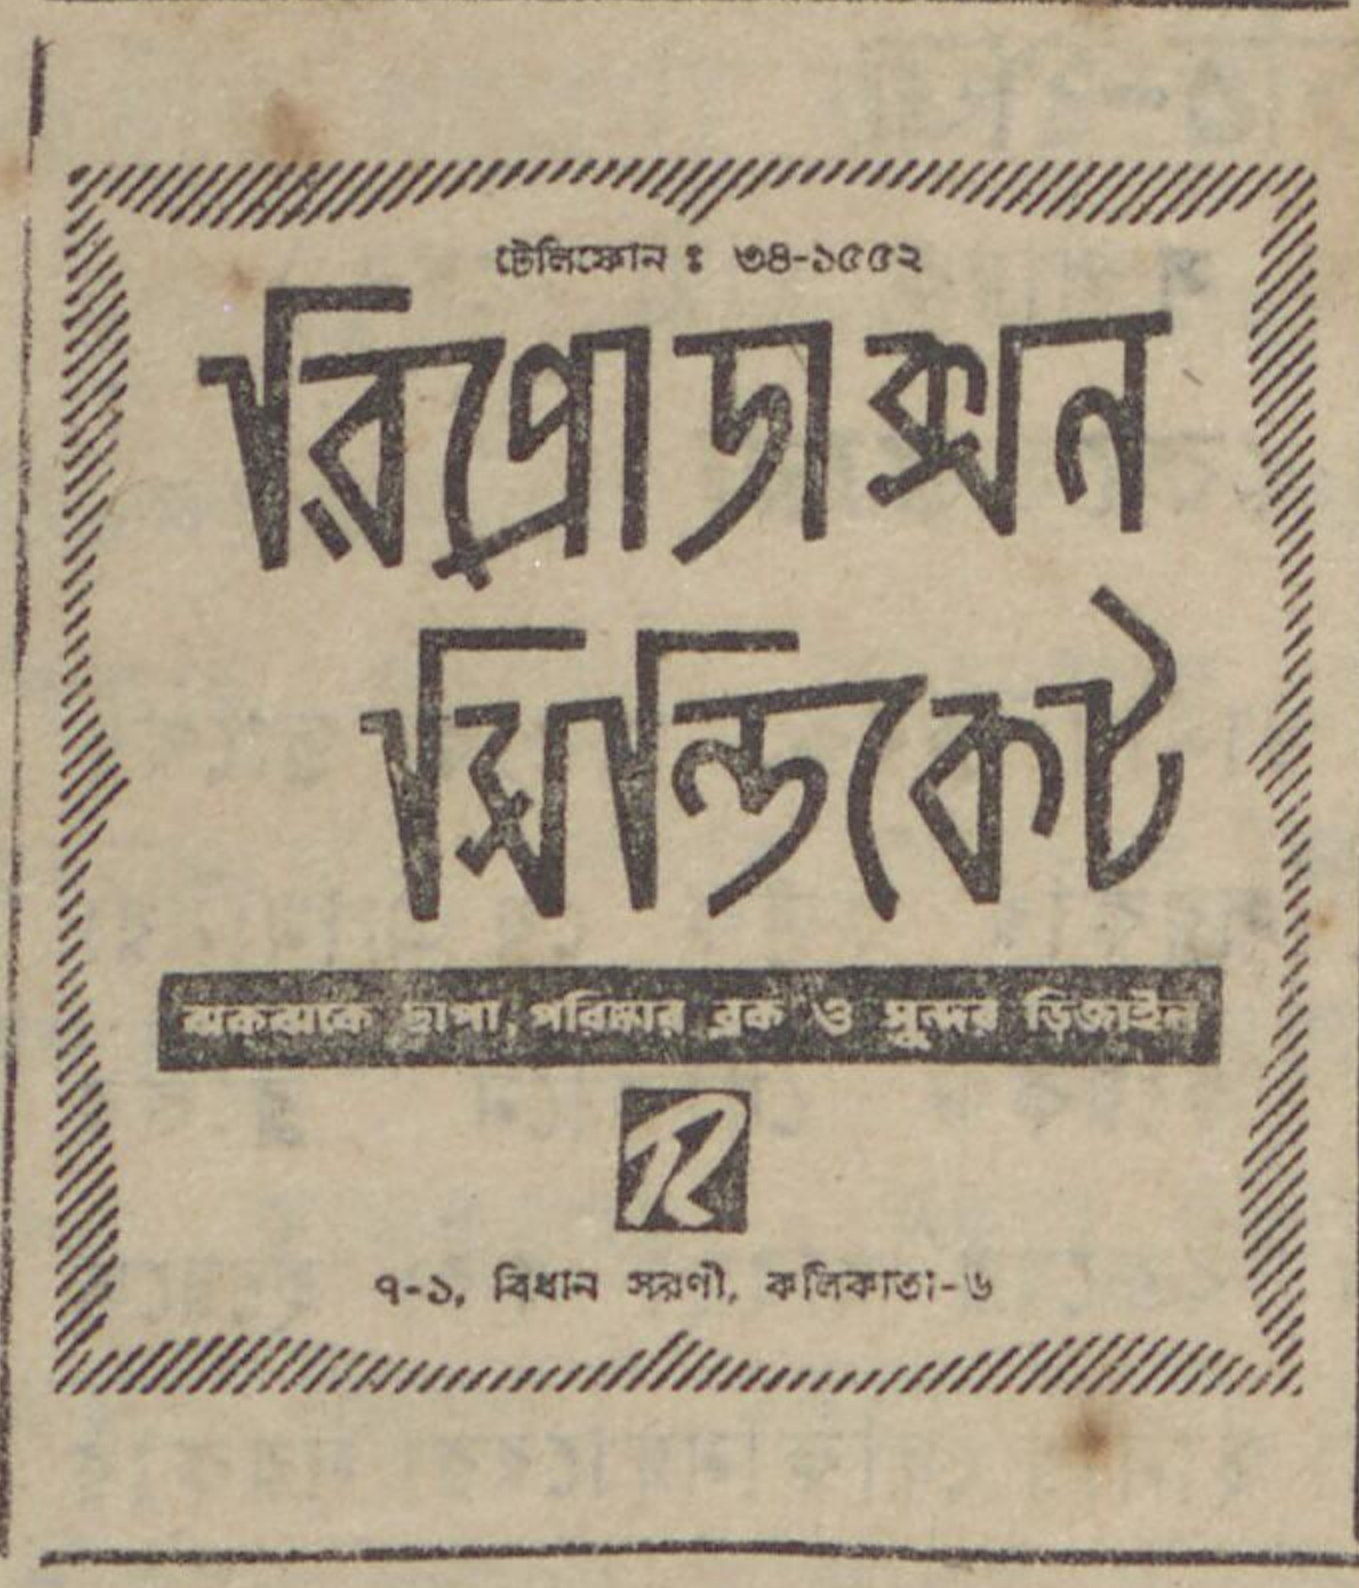 টেলিফোন : ৩৪-১৫৫২
রিপ্রোডাক্সন
সিন্ডিকেট
ঝকঝকে ছাপা, পরিষ্কার ব্লক ও সুন্দর ডিজাইন
R
৭-১, বিধান সরণী, কলিকাতা-৬